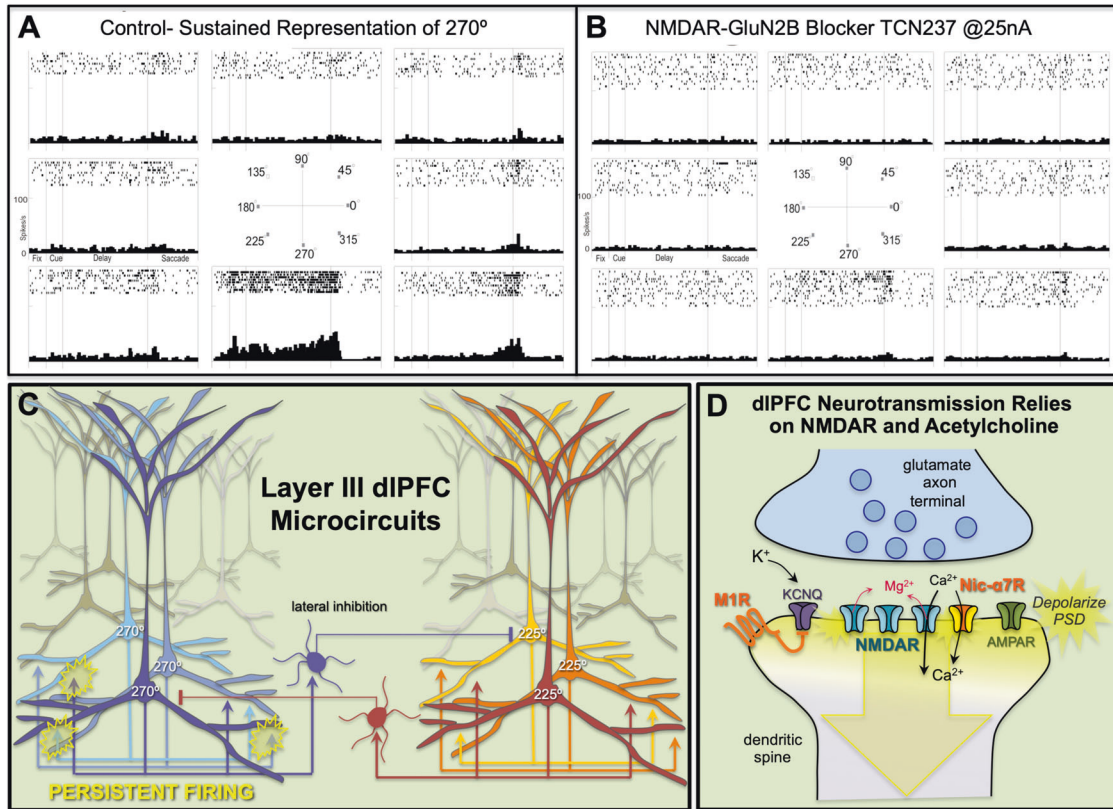 A
Control- Sustained Representation of 270º
90
135
45
180
0
225
315
270
100
Spikes/s
0
Fix
Cue
Delay
Saccade
B
NMDAR-GluN2B Blocker TCN237 @25nA
90
135
45
180
0
225
315
270
100
Spikes/s
0
Fix
Cue
Delay
Saccade
C
Layer III dlPFC
Microcircuits
lateral inhibition
270º
270º
270º
225º
225º
225º
PERSISTENT FIRING
D
dlPFC Neurotransmission Relies
on NMDAR and Acetylcholine
glutamate
axon
terminal
K+
KCNQ
M1R
Mg2+
Ca2+
Nic-α7R
NMDAR
AMPAR
Depolarize
PSD
Ca2+
dendritic
spine